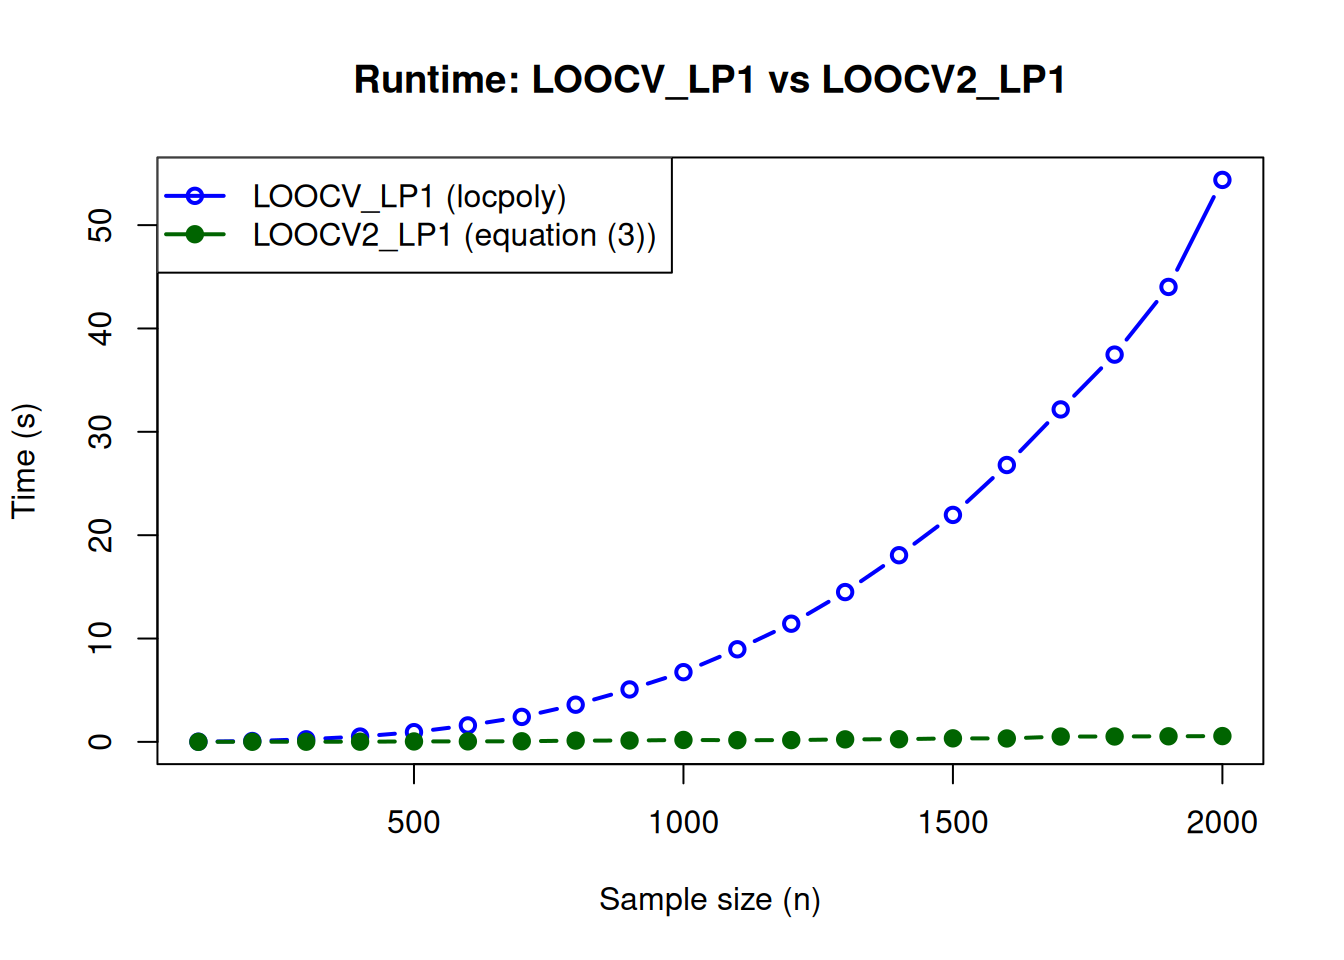 Runtime: LOOCV_LP1 vs LOOCV2_LP1
LOOCV_LP1 (locpoly)
LOOCV2_LP1 (equation (3))
50
40
30
20
10
0
Time (s)
500 1000 1500 2000
Sample size (n)